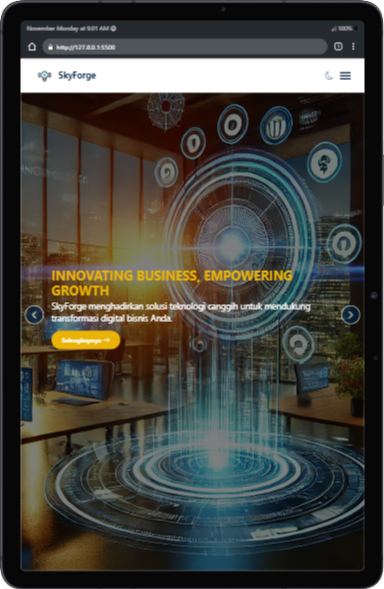 November Monday at 9:01 AM
100%
http://127.0.0.1:5500
SkyForge
INNOVATING BUSINESS, EMPOWERING
GROWTH
SkyForge menghadirkan solusi teknologi canggih untuk mendukung
transformasi digital bisnis Anda.
Selengkapnya →